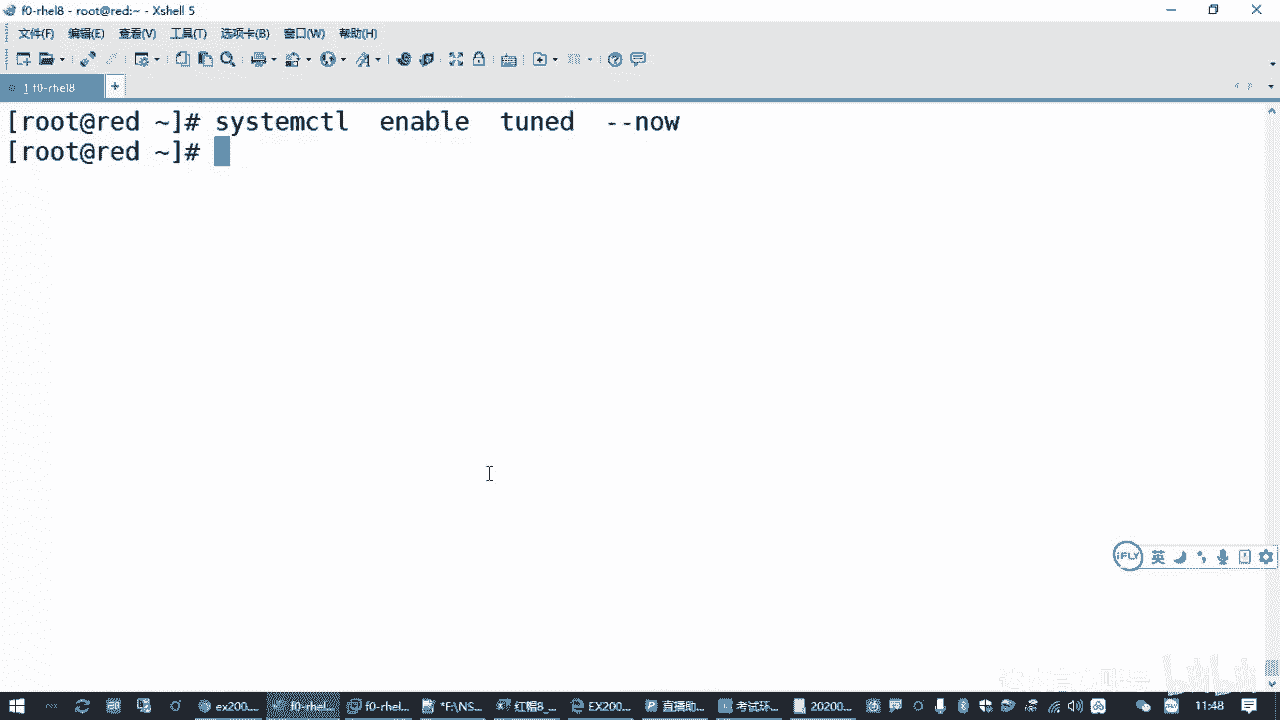 f0-rhel8 - root@red:~ - Xshell 5
文件(F) 编辑(E) 查看(V) 工具(T) 选项卡(B) 窗口(W) 帮助(H)
1 f0-rhel8
[root@red ~]# systemctl enable tuned --now
[root@red ~]#
iFLY 英
ex200... f0-rhel... f0-rhel... *F:\NS... 红帽8_... EX200... 直播助... 考试环... 20200... 11:48